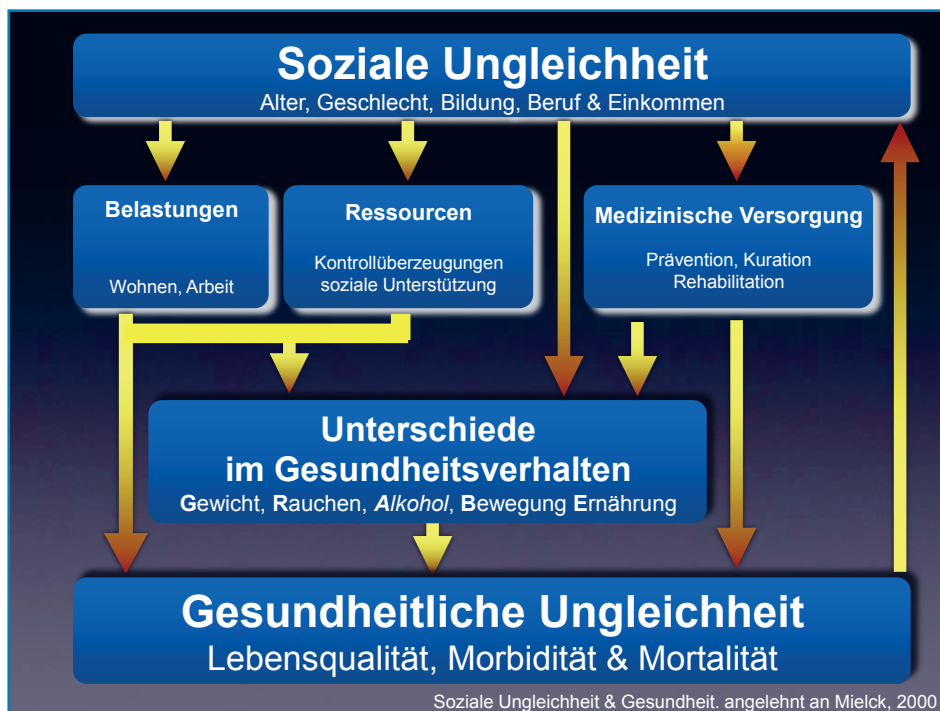 Soziale Ungleichheit
Alter, Geschlecht, Bildung, Beruf & Einkommen
Belastungen
Wohnen, Arbeit
Ressourcen
Kontrollüberzeugungen
soziale Unterstützung
Medizinische Versorgung
Prävention, Kuration
Rehabilitation
Unterschiede
im Gesundheitsverhalten
Gewicht, Rauchen, Alkohol, Bewegung Ernährung
Gesundheitliche Ungleichheit
Lebensqualität, Morbidität & Mortalität
Soziale Ungleichheit & Gesundheit. angelehnt an Mielck, 2000